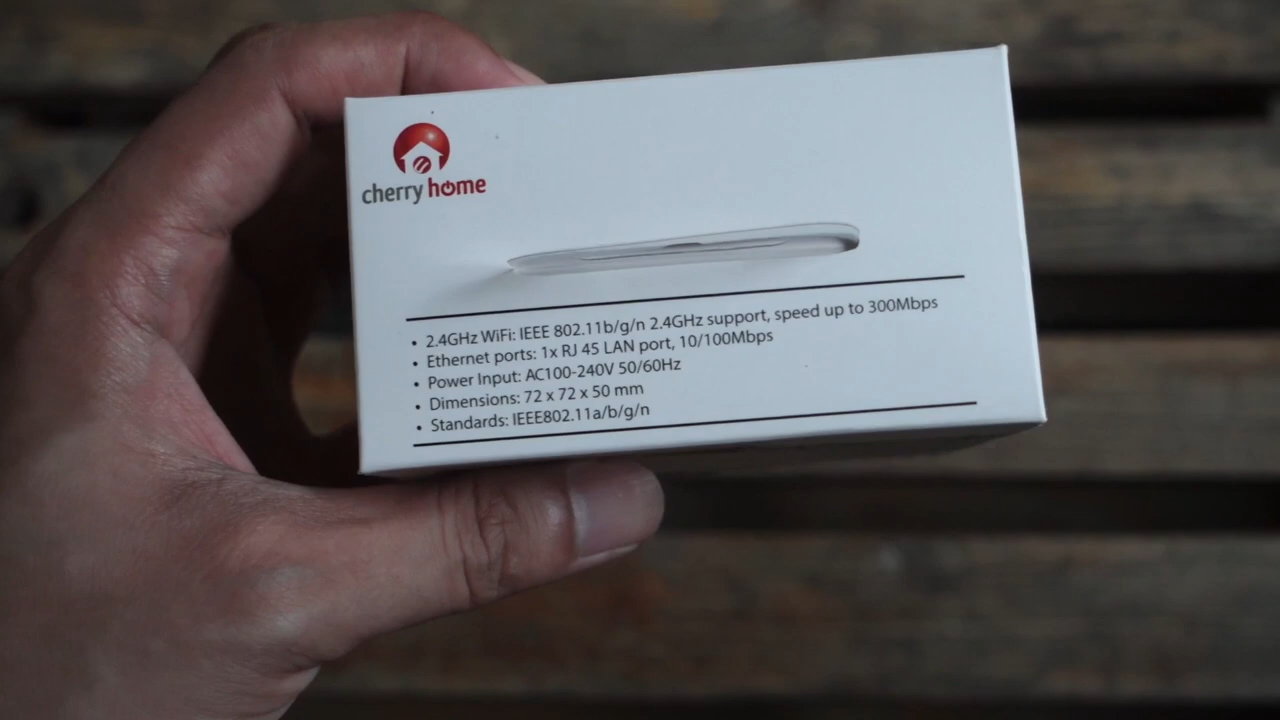 cherry home
• 2.4GHz WiFi: IEEE 802.11b/g/n 2.4GHz support, speed up to 300Mbps
• Ethernet ports: 1x RJ 45 LAN port, 10/100Mbps
• Power Input: AC100-240V 50/60Hz
• Dimensions: 72 x 72 x 50 mm
• Standards: IEEE802.11a/b/g/n